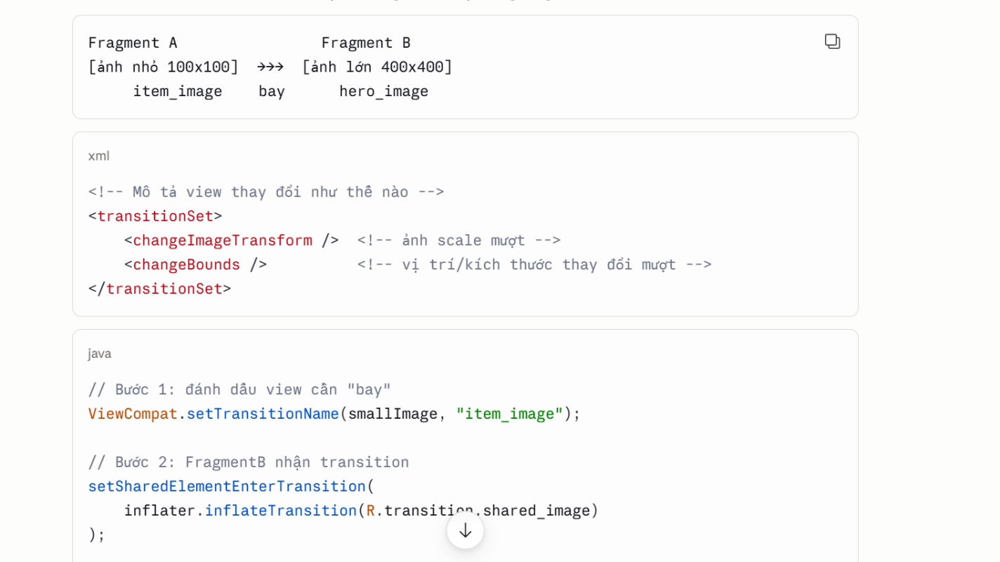 Fragment A                Fragment B
[ảnh nhỏ 100x100]  →→→  [ảnh lớn 400x400]
     item_image    bay      hero_image
xml
<!-- Mô tả view thay đổi như thế nào -->
<transitionSet>
    <changeImageTransform />  <!-- ảnh scale mượt -->
    <changeBounds />          <!-- vị trí/kích thước thay đổi mượt -->
</transitionSet>
java
// Bước 1: đánh dấu view cần "bay"
ViewCompat.setTransitionName(smallImage, "item_image");
// Bước 2: FragmentB nhận transition
setSharedElementEnterTransition(
    inflater.inflateTransition(R.transition.shared_image)
);